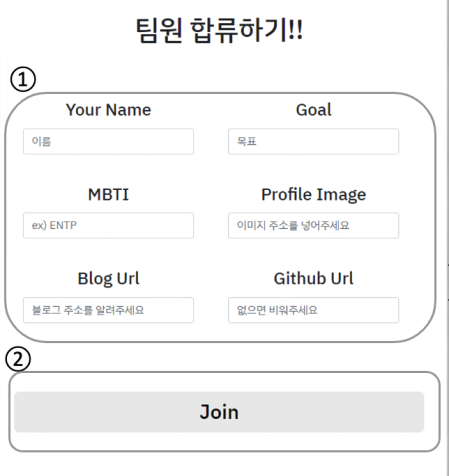 팀원 합류하기!!
①
Your Name Goal
이름 목표
MBTI Profile Image
ex) ENTP 이미지 주소를 넣어주세요
Blog Url Github Url
블로그 주소를 알려주세요 없으면 비워주세요
②
Join